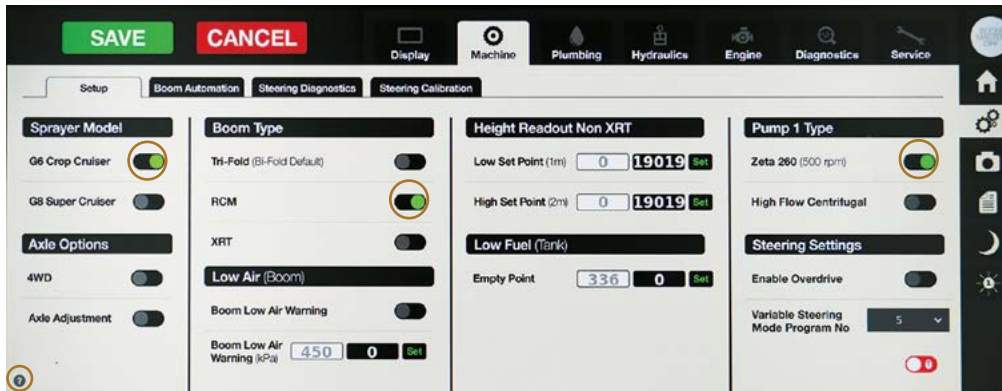 SAVE
CANCEL
Display
Machine
Plumbing
Hydraulics
Engine
Diagnostics
Service
Setup
Boom Automation
Steering Diagnostics
Steering Calibration
Sprayer Model
G6 Crop Cruiser
G8 Super Cruiser
Axle Options
4WD
Axle Adjustment
?
Boom Type
Tri-Fold (Bi-Fold Default)
RCM
XRT
Low Air (Boom)
Boom Low Air Warning
Boom Low Air
Warning (kPa) 450 0 Set
Height Readout Non XRT
Low Set Point (1m) 0 19019 Set
High Set Point (2m) 0 19019 Set
Low Fuel (Tank)
Empty Point 336 0 Set
Pump 1 Type
Zeta 260 (500 rpm)
High Flow Centrifugal
Steering Settings
Enable Overdrive
Variable Steering
Mode Program No 5